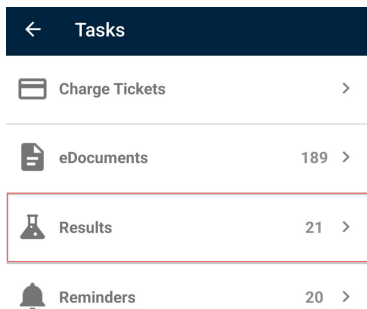 Tasks
Charge Tickets
eDocuments 189
Results 21
Reminders 20